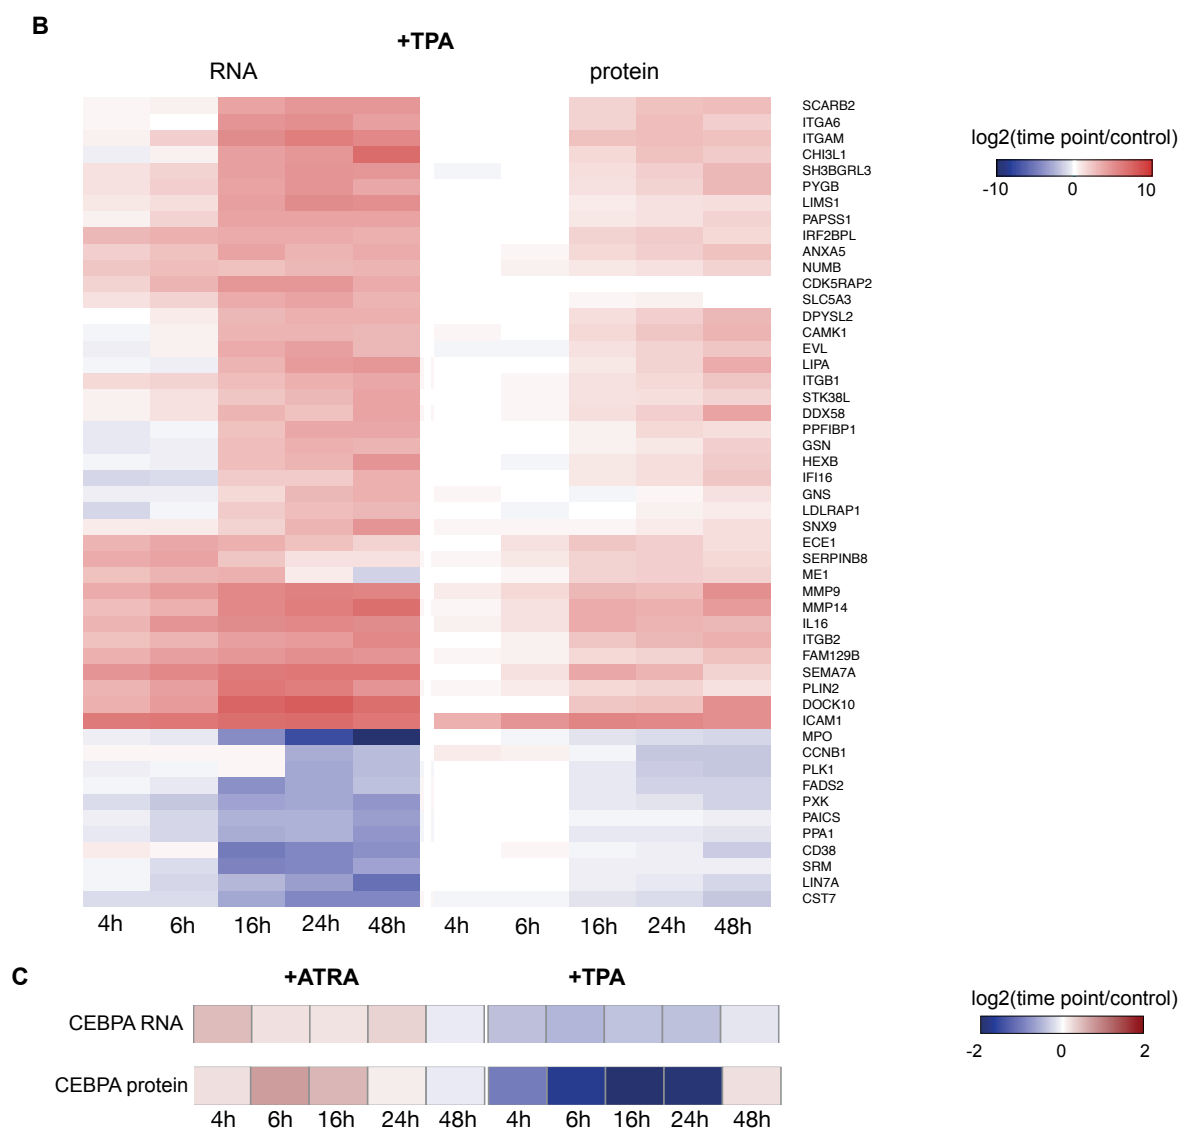 B
+TPA
RNA protein
SCARB2
ITGA6
ITGAM
CHI3L1
SH3BGRL3
PYGB
LIMS1
PAPSS1
IRF2BPL
ANXA5
NUMB
CDK5RAP2
SLC5A3
DPYSL2
CAMK1
EVL
LIPA
ITGB1
STK38L
DDX58
PPFIBP1
GSN
HEXB
IFI16
GNS
LDLRAP1
SNX9
ECE1
SERPINB8
ME1
MMP9
MMP14
IL16
ITGB2
FAM129B
SEMA7A
PLIN2
DOCK10
ICAM1
MPO
CCNB1
PLK1
FADS2
PXK
PAICS
PPA1
CD38
SRM
LIN7A
CST7
log2(time point/control)
-10 0 10
4h 6h 16h 24h 48h 4h 6h 16h 24h 48h
C
+ATRA +TPA
CEBPA RNA
CEBPA protein
4h 6h 16h 24h 48h 4h 6h 16h 24h 48h
log2(time point/control)
-2 0 2